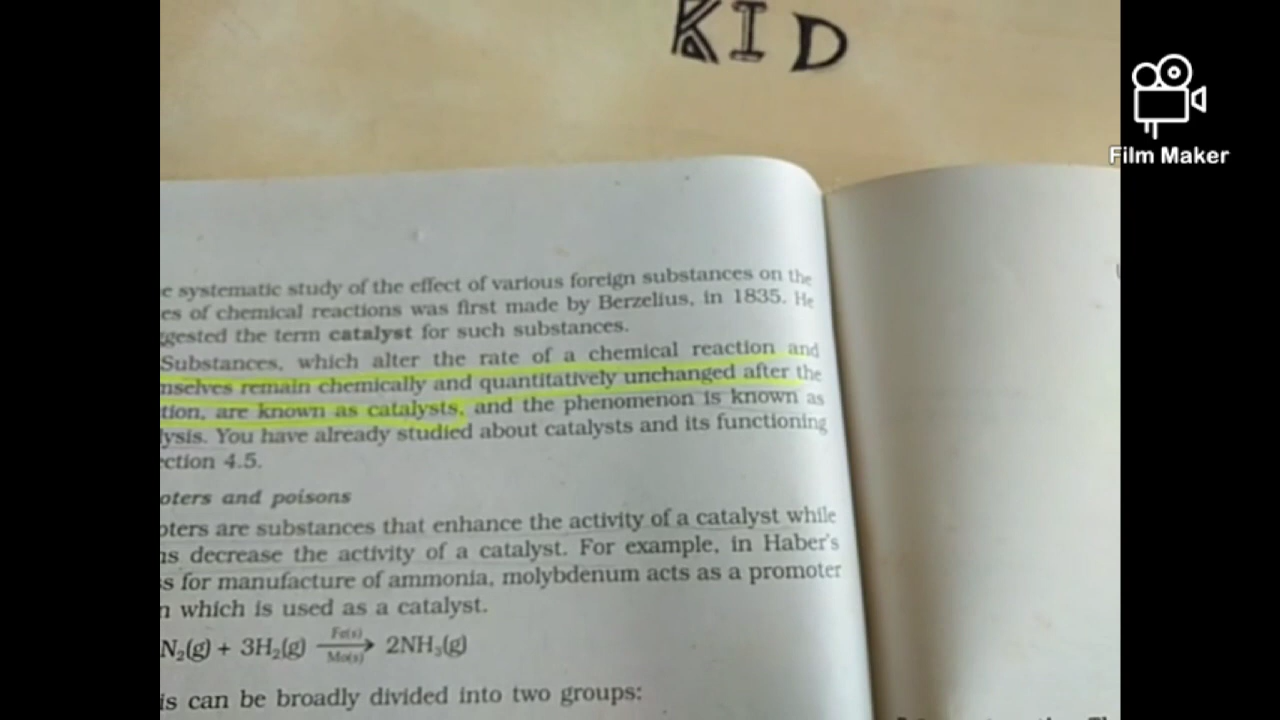 KID
Film Maker
e systematic study of the effect of various foreign substances on the
es of chemical reactions was first made by Berzelius, in 1835. He
ggested the term catalyst for such substances.
Substances, which alter the rate of a chemical reaction and
mselves remain chemically and quantitatively unchanged after the
tion, are known as catalysts, and the phenomenon is known as
lysis. You have already studied about catalysts and its functioning
ection 4.5.
oters and poisons
oters are substances that enhance the activity of a catalyst while
ns decrease the activity of a catalyst. For example, in Haber's
s for manufacture of ammonia, molybdenum acts as a promoter
n which is used as a catalyst.
N₂(g) + 3H₂(g) Fe(s) Mo(s) → 2NH₃(g)
is can be broadly divided into two groups: